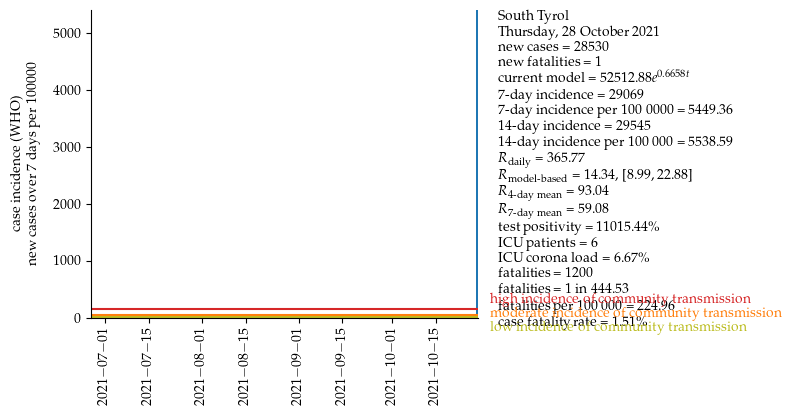 5000
4000
3000
2000
1000
0
case incidence (WHO)
new cases over 7 days per 100000
2021−07−01
2021−07−15
2021−08−01
2021−08−15
2021−09−01
2021−09−15
2021−10−01
2021−10−15
South Tyrol
Thursday, 28 October 2021
new cases = 28530
new fatalities = 1
current model = 52512.88e^0.6658t
7-day incidence = 29069
7-day incidence per 100 0000 = 5449.36
14-day incidence = 29545
14-day incidence per 100 000 = 5538.59
R_daily = 365.77
R_model-based = 14.34, [8.99, 22.88]
R_4-day mean = 93.04
R_7-day mean = 59.08
test positivity = 11015.44%
ICU patients = 6
ICU corona load = 6.67%
fatalities = 1200
fatalities = 1 in 444.53
fatalities per 100 000 = 224.96
case fatality rate = 1.51%
high incidence of community transmission
moderate incidence of community transmission
low incidence of community transmission